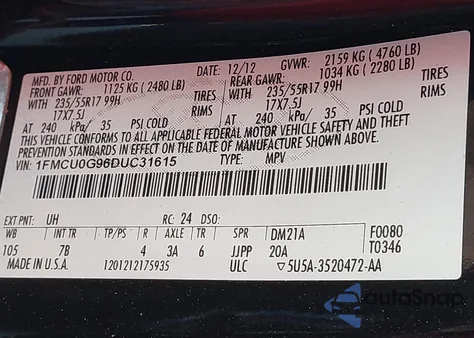 MFD. BY FORD MOTOR CO. DATE: 12/12 GVWR: 2159 KG ( 4760 LB)
FRONT GAWR: 1125 KG ( 2480 LB) REAR GAWR: 1034 KG ( 2280 LB)
WITH 235/55R17 99H TIRES WITH 235/55R17 99H TIRES
17X7.5J RIMS 17X7.5J RIMS
AT 240 kPa/ 35 PSI COLD AT 240 kPa/ 35 PSI COLD
THIS VEHICLE CONFORMS TO ALL APPLICABLE FEDERAL MOTOR VEHICLE SAFETY AND BUMPER AND THEFT
PREVENTION STANDARDS IN EFFECT ON THE DATE OF MANUFACTURE SHOWN ABOVE.
VIN: 1FMCU0G96DUC31615 TYPE: MPV
EXT PNT: UH RC: 24 DSO:
WB INT TR TP/PS R AXLE TR SPR DM21A F0080
105 7B 4 3A 6 JJPP 20A T0346
MADE IN U.S.A. 1201212175935 ULC ▽5U5A-3520472-AA
autoSnap